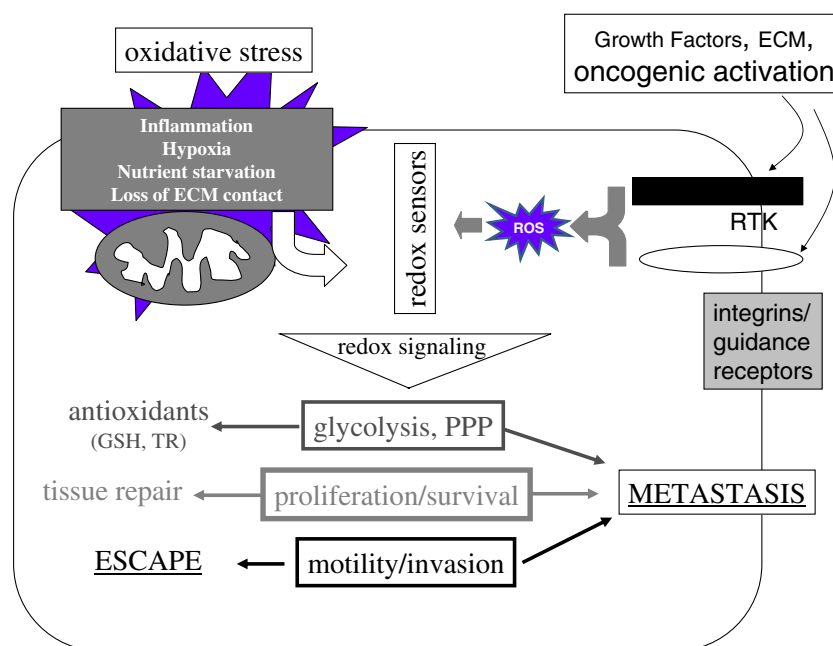 oxidative stress
Growth Factors, ECM,
oncogenic activation
Inflammation
Hypoxia
Nutrient starvation
Loss of ECM contact
redox sensors
ROS
RTK
integrins/
guidance
receptors
redox signaling
antioxidants
(GSH, TR)
glycolysis, PPP
tissue repair
proliferation/survival
METASTASIS
ESCAPE
motility/invasion